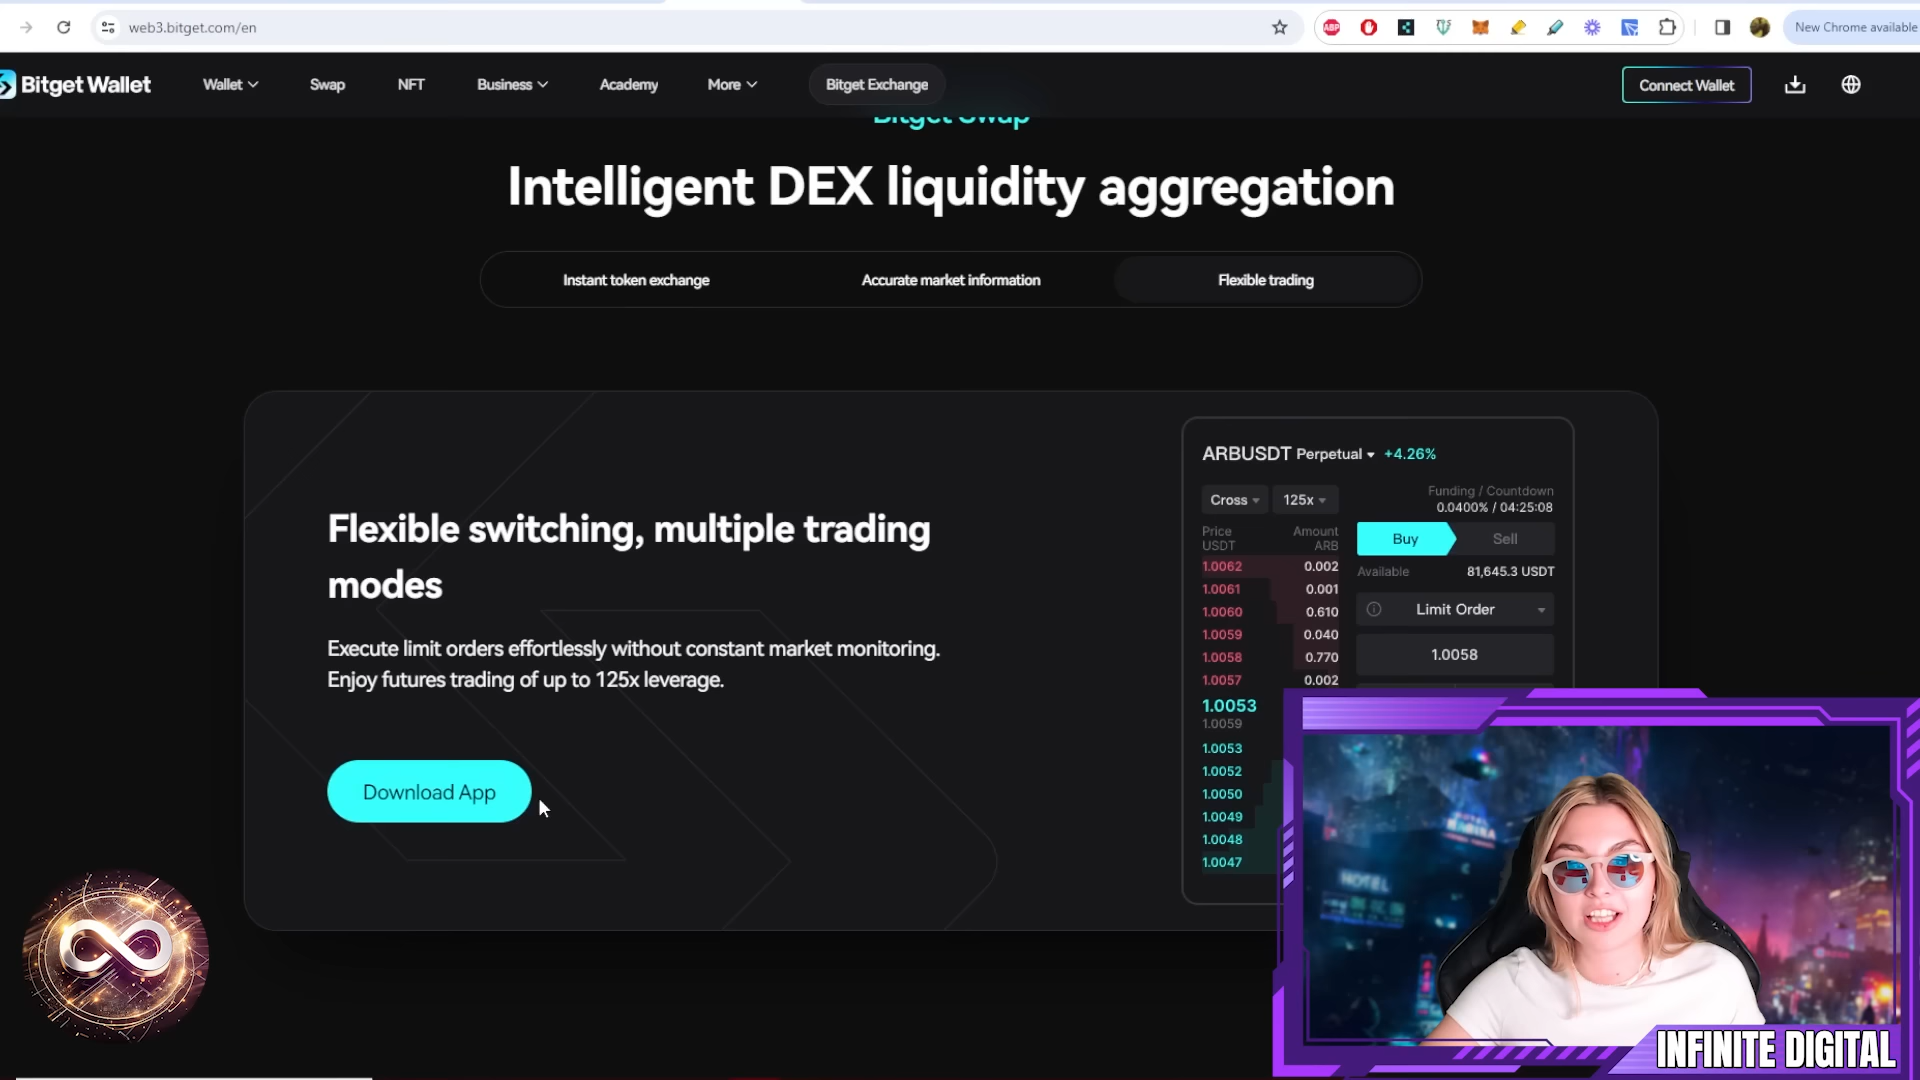 web3.bitget.com/en
ABP
New Chrome available
Bitget Wallet
Wallet
Swap
NFT
Business
Academy
More
Bitget Exchange
Connect Wallet
Bitget Swap
Intelligent DEX liquidity aggregation
Instant token exchange
Accurate market information
Flexible trading
Flexible switching, multiple trading
modes
Execute limit orders effortlessly without constant market monitoring.
Enjoy futures trading of up to 125x leverage.
Download App
ARBUSDT Perpetual +4.26%
Cross 125x
Funding / Countdown
0.0400% / 04:25:08
Price Amount
USDT ARB
1.0062 0.002
1.0061 0.001
1.0060 0.610
1.0059 0.040
1.0058 0.770
1.0057 0.002
1.0053
1.0059
1.0053
1.0052
1.0050
1.0049
1.0048
1.0047
Buy Sell
Available 81,645.3 USDT
Limit Order
1.0058
HOTEL
INFINITE DIGITAL